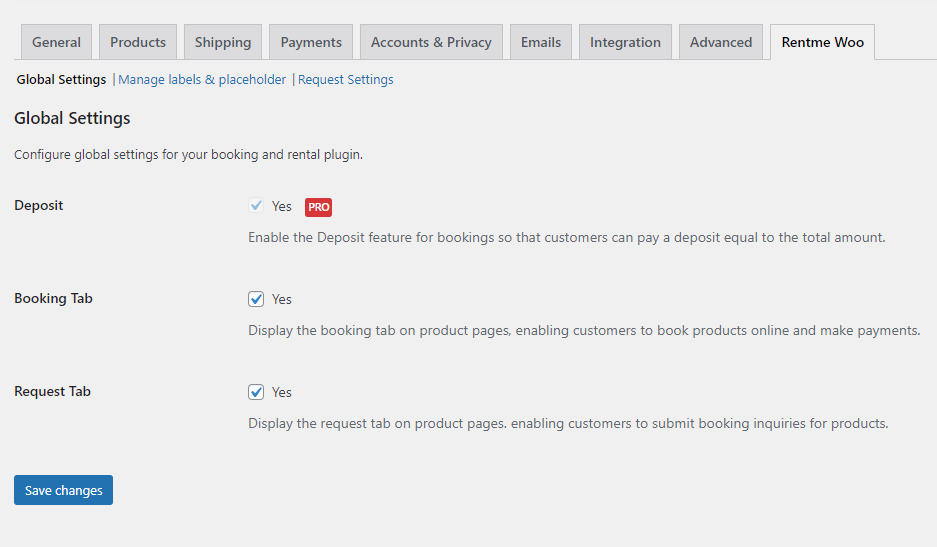 General Products Shipping Payments Accounts & Privacy Emails Integration Advanced Rentme Woo
Global Settings | Manage labels & placeholder | Request Settings
Global Settings
Configure global settings for your booking and rental plugin.
Deposit Yes PRO
Enable the Deposit feature for bookings so that customers can pay a deposit equal to the total amount.
Booking Tab Yes
Display the booking tab on product pages, enabling customers to book products online and make payments.
Request Tab Yes
Display the request tab on product pages. enabling customers to submit booking inquiries for products.
Save changes